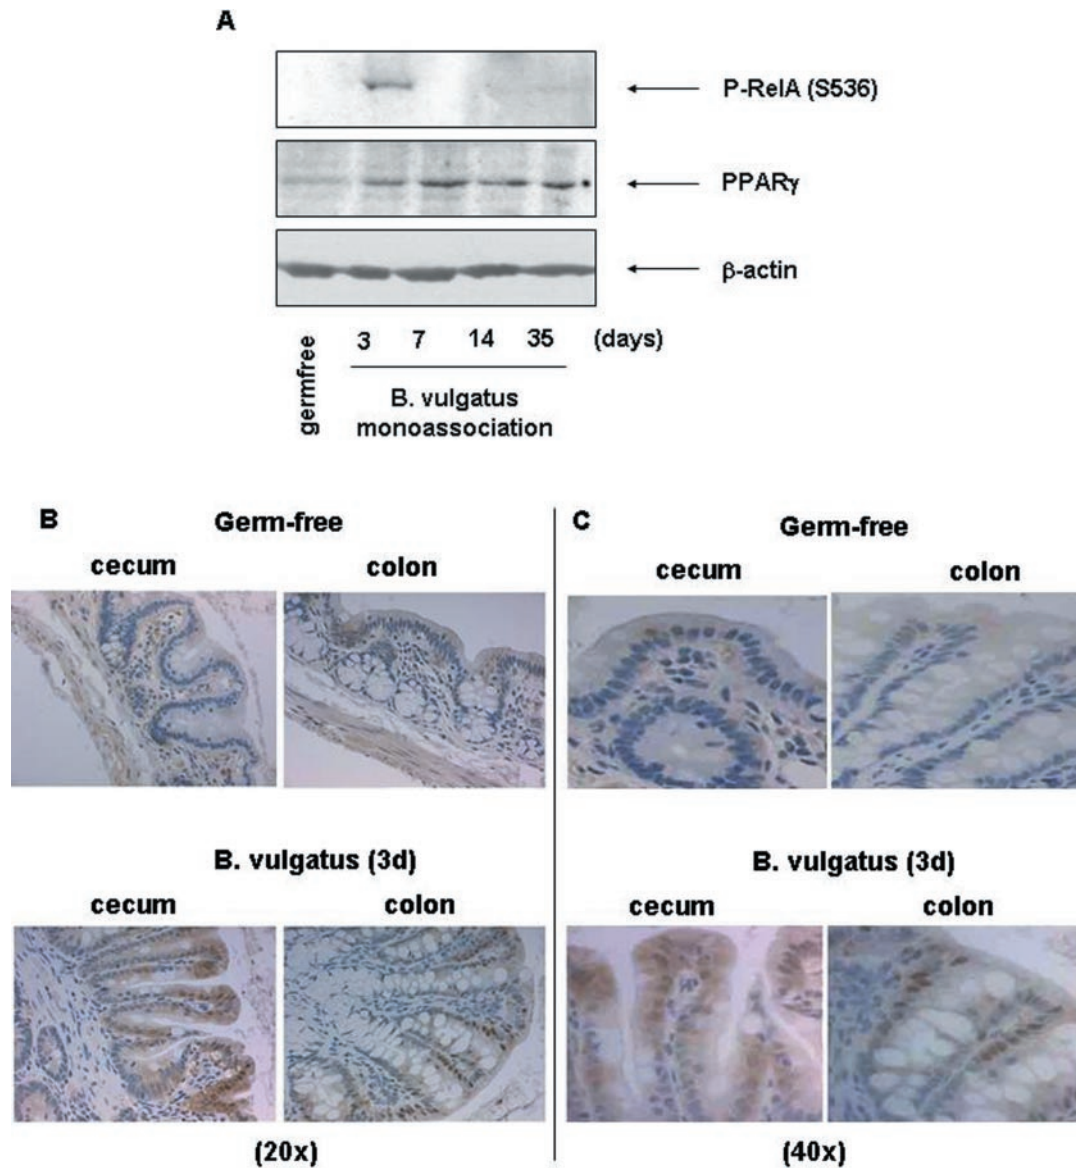 A
P-RelA (S536)
PPARγ
β-actin
germfree
3 7 14 35 (days)
B. vulgatus
monoassociation
B
Germ-free
cecum colon
B. vulgatus (3d)
cecum colon
(20x)
C
Germ-free
cecum colon
B. vulgatus (3d)
cecum colon
(40x)